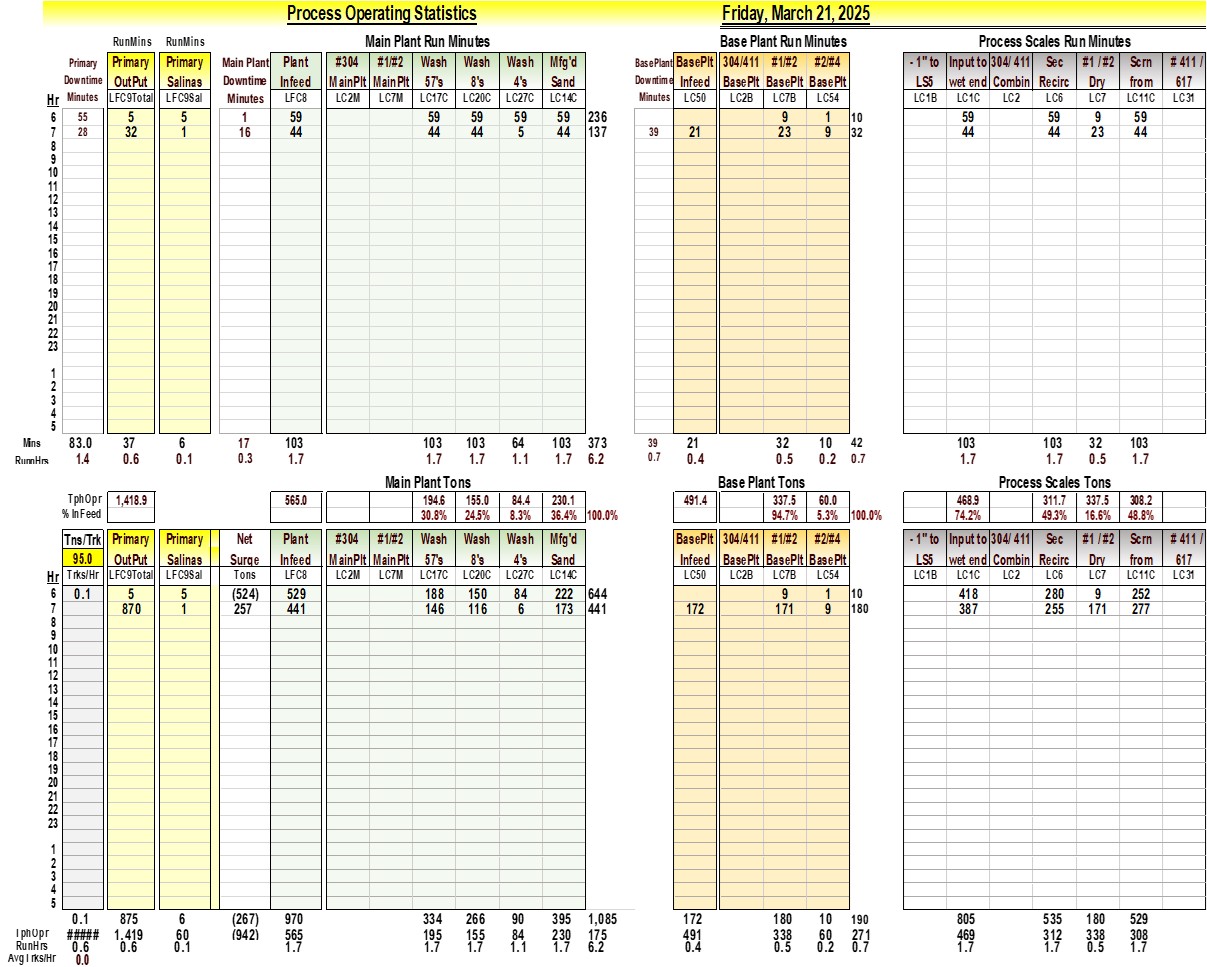 Process Operating Statistics Friday, March 21, 2025
RunMins RunMins Main Plant Run Minutes Base Plant Run Minutes Process Scales Run Minutes
Primary Primary Primary Main Plant Plant #304 #1/#2 Wash Wash Wash Mfg'd BasePlant BasePlt 304/411 #1/#2 #2/#4 - 1" to Input to 304/ 411 Sec #1 / #2 Scrn # 411 /
Downtime OutPut Salinas Downtime Infeed MainPlt MainPlt 57's 8's 4's Sand Downtime Infeed BasePlt BasePlt BasePlt LS5 wet end Combin Recirc Dry from 617
Hr Minutes LFC9Total LFC9Sal Minutes LFC8 LC2M LC7M LC17C LC20C LC27C LC14C Minutes LC50 LC2B LC7B LC54 LC1B LC1C LC2 LC6 LC7 LC11C LC31
6 55 5 5 1 59 59 59 59 59 236 9 1 10 59 59 9 59
7 28 32 1 16 44 44 44 5 44 137 39 21 23 9 32 44 44 23 44
8
9
10
11
12
13
14
15
16
17
18
19
20
21
22
23
1
2
3
4
5
Mins 83.0 37 6 17 103 103 103 64 103 373 39 21 32 10 42 103 103 32 103
RunnHrs 1.4 0.6 0.1 0.3 1.7 1.7 1.7 1.1 1.7 6.2 0.7 0.4 0.5 0.2 0.7 1.7 1.7 0.5 1.7
Main Plant Tons Base Plant Tons Process Scales Tons
TphOpr 1,418.9 565.0 194.6 155.0 84.4 230.1 491.4 337.5 60.0 468.9 311.7 337.5 308.2
% InFeed 30.8% 24.5% 8.3% 36.4% 100.0% 94.7% 5.3% 100.0% 74.2% 49.3% 16.6% 48.8%
Tns/Trk Primary Primary Net Plant #304 #1/#2 Wash Wash Wash Mfg'd BasePlt 304/411 #1/#2 #2/#4 - 1" to Input to 304/ 411 Sec #1 / #2 Scrn # 411 /
95.0 OutPut Salinas Surge Infeed MainPlt MainPlt 57's 8's 4's Sand Infeed BasePlt BasePlt BasePlt LS5 wet end Combin Recirc Dry from 617
Hr Trks/Hr LFC9Total LFC9Sal Tons LFC8 LC2M LC7M LC17C LC20C LC27C LC14C LC50 LC2B LC7B LC54 LC1B LC1C LC2 LC6 LC7 LC11C LC31
6 0.1 5 5 (524) 529 188 150 84 222 644 9 1 10 418 280 9 252
7 870 1 257 441 146 116 6 173 441 172 171 9 180 387 255 171 277
8
9
10
11
12
13
14
15
16
17
18
19
20
21
22
23
1
2
3
4
5
0.1 875 6 (267) 970 334 266 90 395 1,085 172 180 10 190 805 535 180 529
TphOpr ##### 1,419 60 (942) 565 195 155 84 230 175 491 338 60 271 469 312 338 308
RunHrs 0.6 0.6 0.1 1.7 1.7 1.7 1.1 1.7 6.2 0.4 0.5 0.2 0.7 1.7 1.7 0.5 1.7
AvgTrks/Hr 0.0